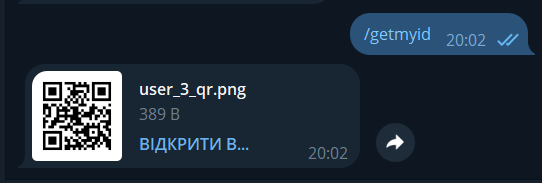 /getmyid 20:02
user_3_qr.png
389 B
ВІДКРИТИ В...
20:02